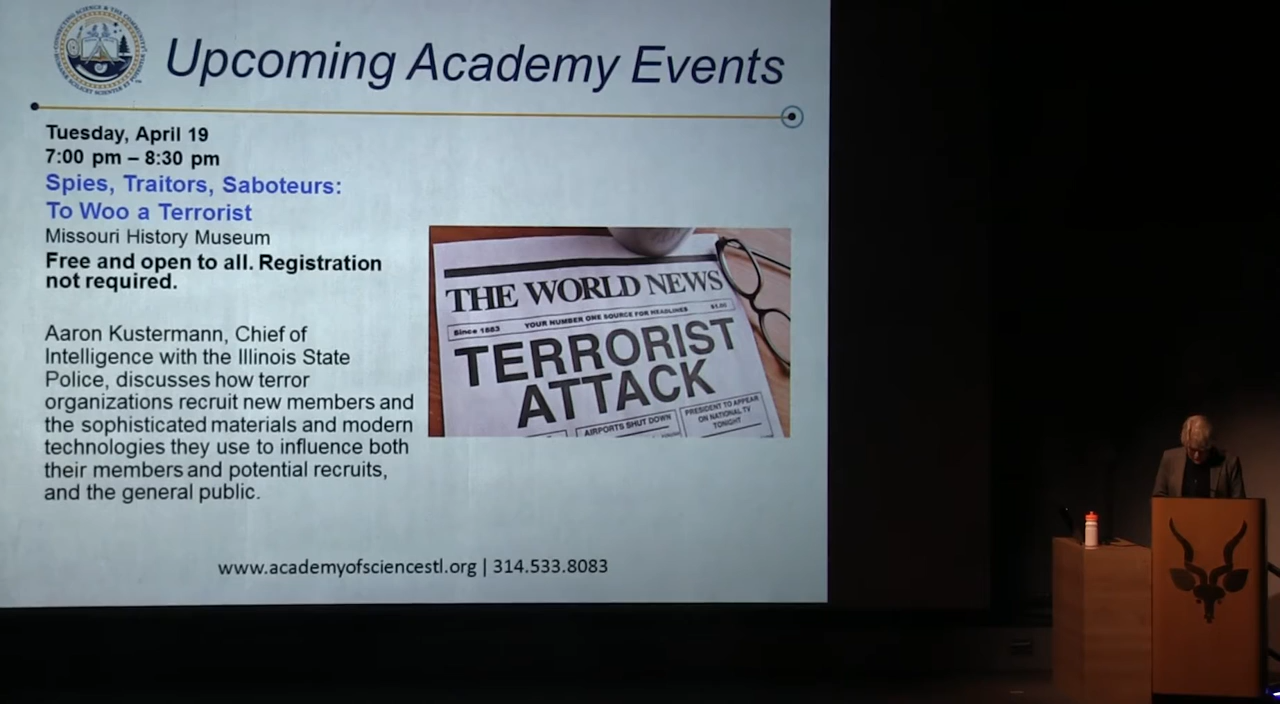 Upcoming Academy Events
Tuesday, April 19
7:00 pm – 8:30 pm
Spies, Traitors, Saboteurs:
To Woo a Terrorist
Missouri History Museum
Free and open to all. Registration
not required.
Aaron Kustermann, Chief of
Intelligence with the Illinois State
Police, discusses how terror
organizations recruit new members and
the sophisticated materials and modern
technologies they use to influence both
their members and potential recruits,
and the general public.
THE WORLD NEWS
Since 1883 YOUR NUMBER ONE SOURCE FOR HEADLINES $1.00
TERRORIST
ATTACK
AIRPORTS SHUT DOWN
PRESIDENT TO APPEAR
ON NATIONAL TV
TONIGHT
www.academyofsciencestl.org | 314.533.8083